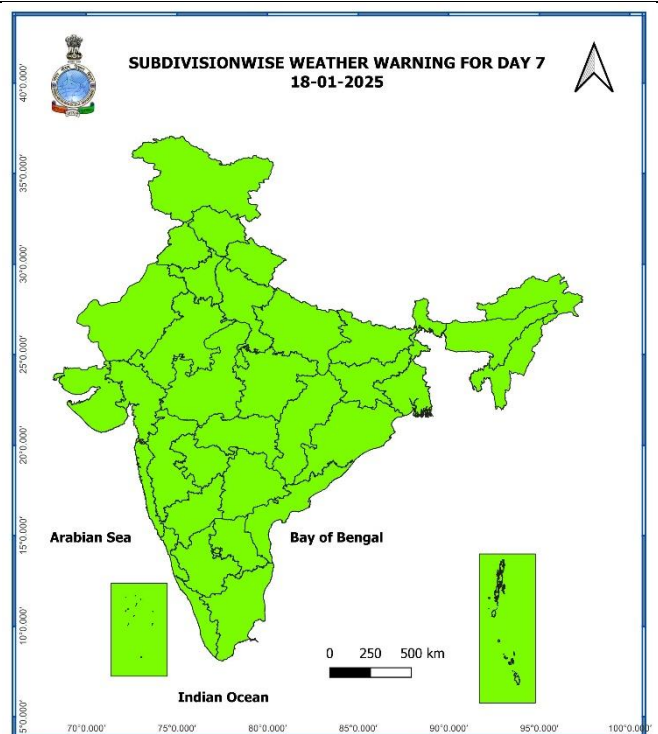 SUBDIVISIONWISE WEATHER WARNING FOR DAY 7
18-01-2025
40°0.000'
35°0.000'
30°0.000'
25°0.000'
20°0.000'
Arabian Sea
Bay of Bengal
15°0.000'
10°0.000'
0 250 500 km
Indian Ocean
5°0.000'
70°0.000' 75°0.000' 80°0.000' 85°0.000' 90°0.000' 95°0.000' 100°0.000'